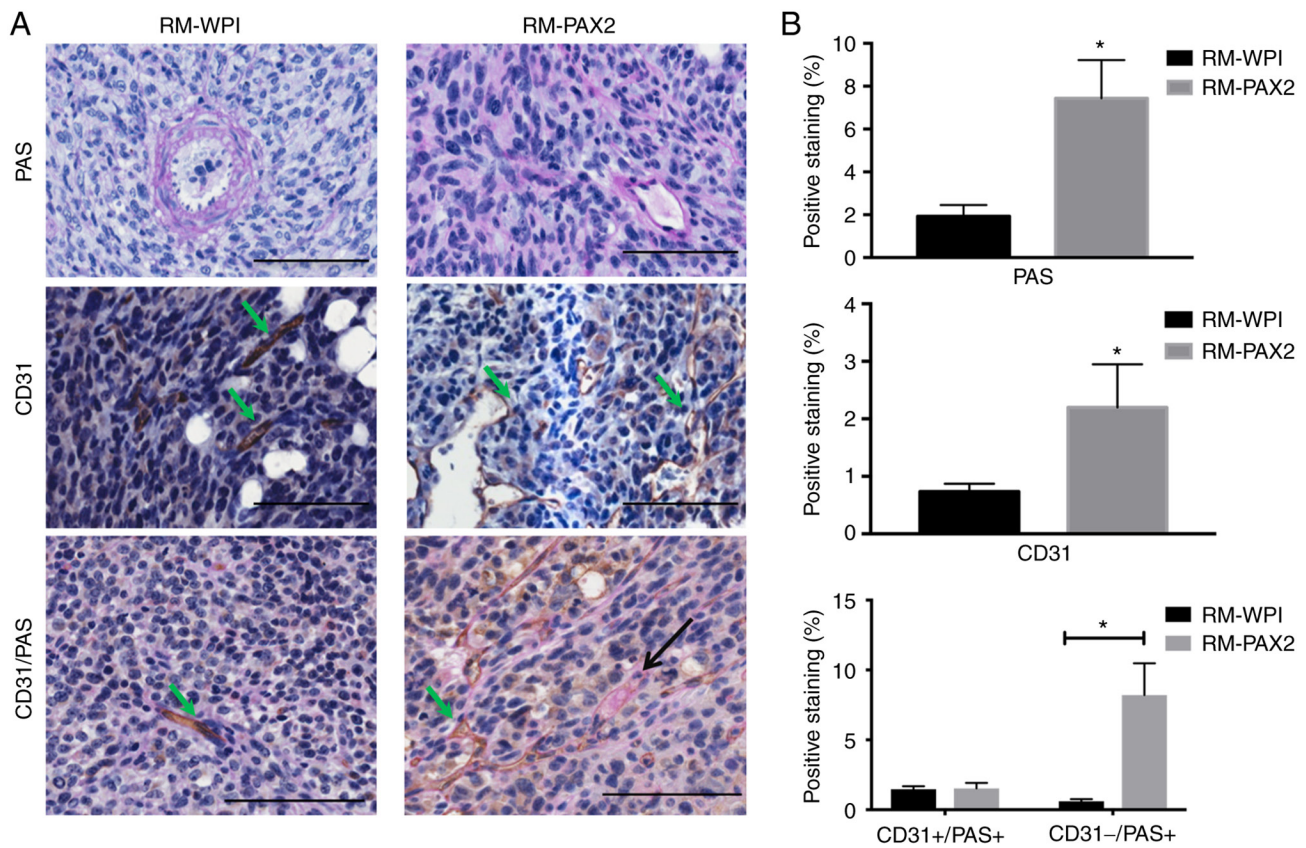 A
RM-WPI
RM-PAX2
PAS
CD31
CD31/PAS
B
Positive staining (%)
10
8
6
4
2
0
*
RM-WPI
RM-PAX2
PAS
Positive staining (%)
4
3
2
1
0
*
RM-WPI
RM-PAX2
CD31
Positive staining (%)
15
10
5
0
*
RM-WPI
RM-PAX2
CD31+/PAS+
CD31–/PAS+